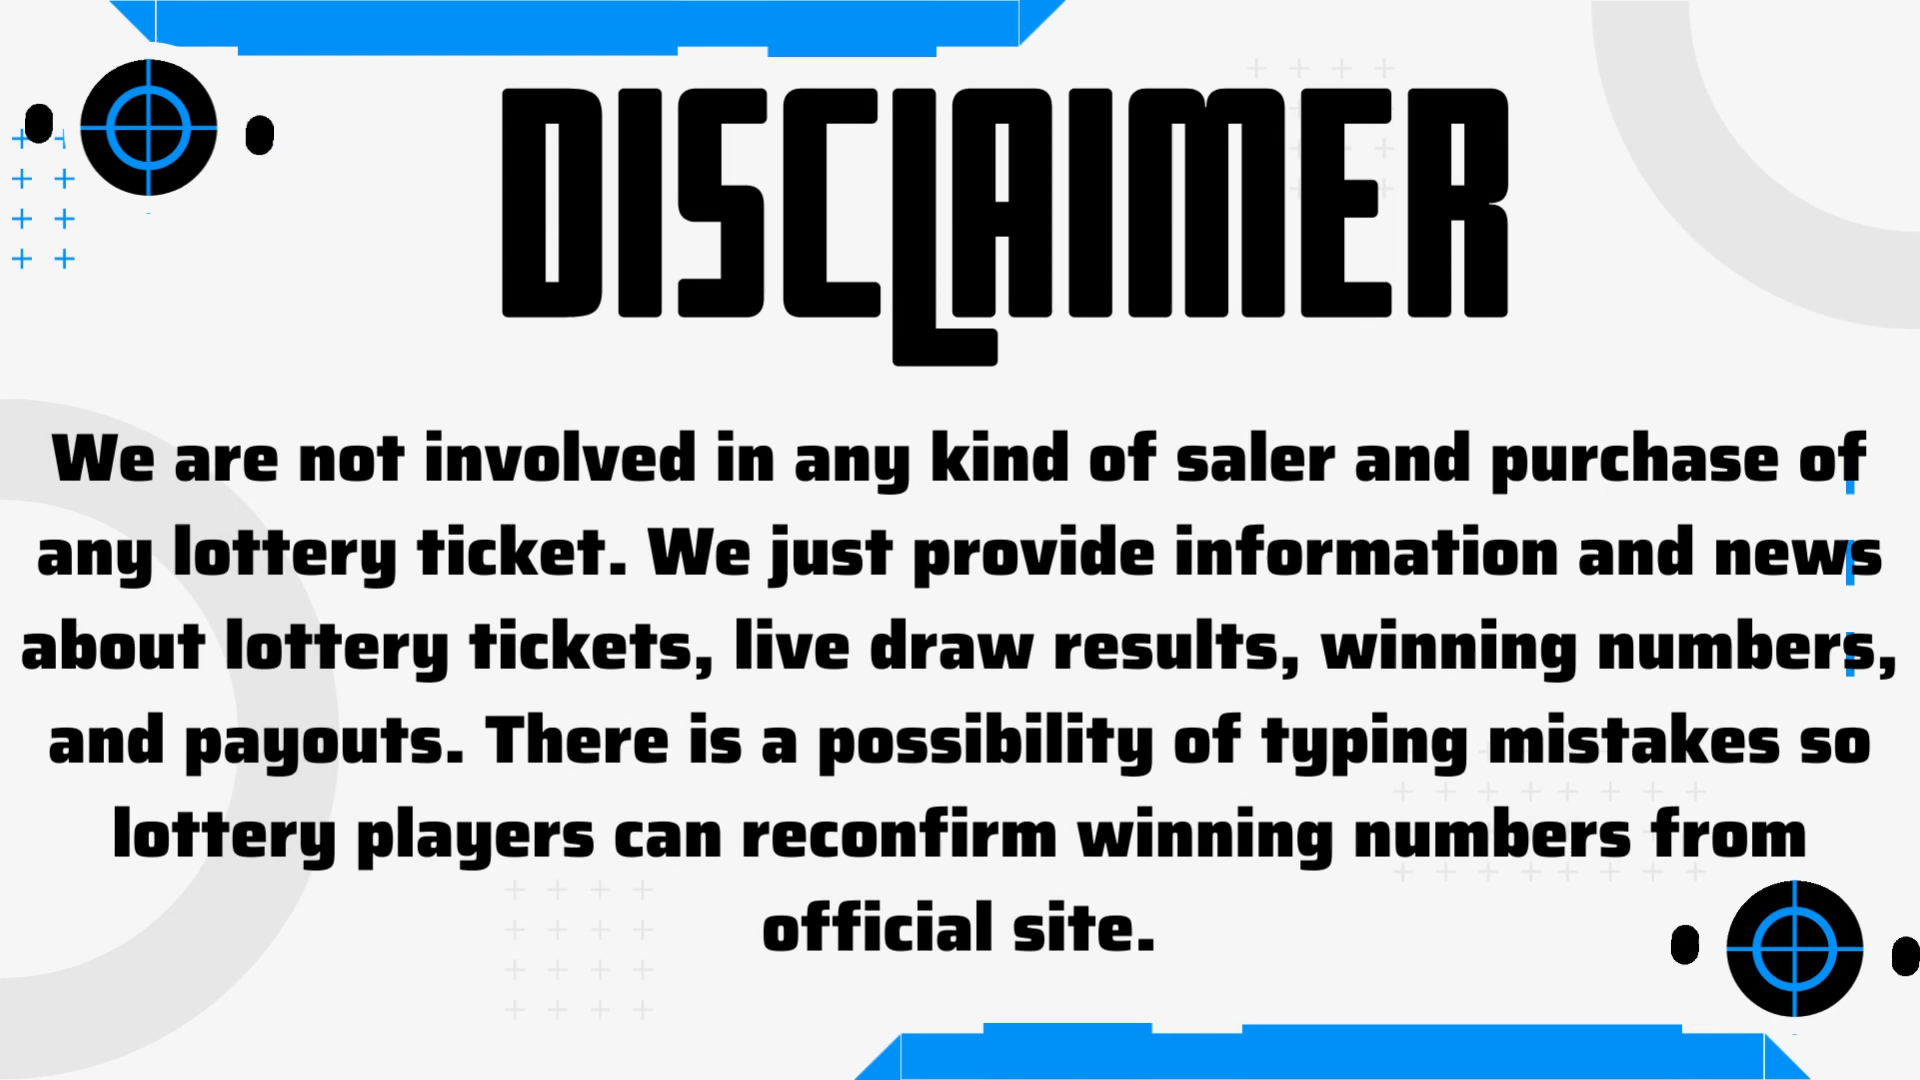 DISCLAIMER
We are not involved in any kind of saler and purchase of
any lottery ticket. We just provide information and news
about lottery tickets, live draw results, winning numbers,
and payouts. There is a possibility of typing mistakes so
lottery players can reconfirm winning numbers from
official site.